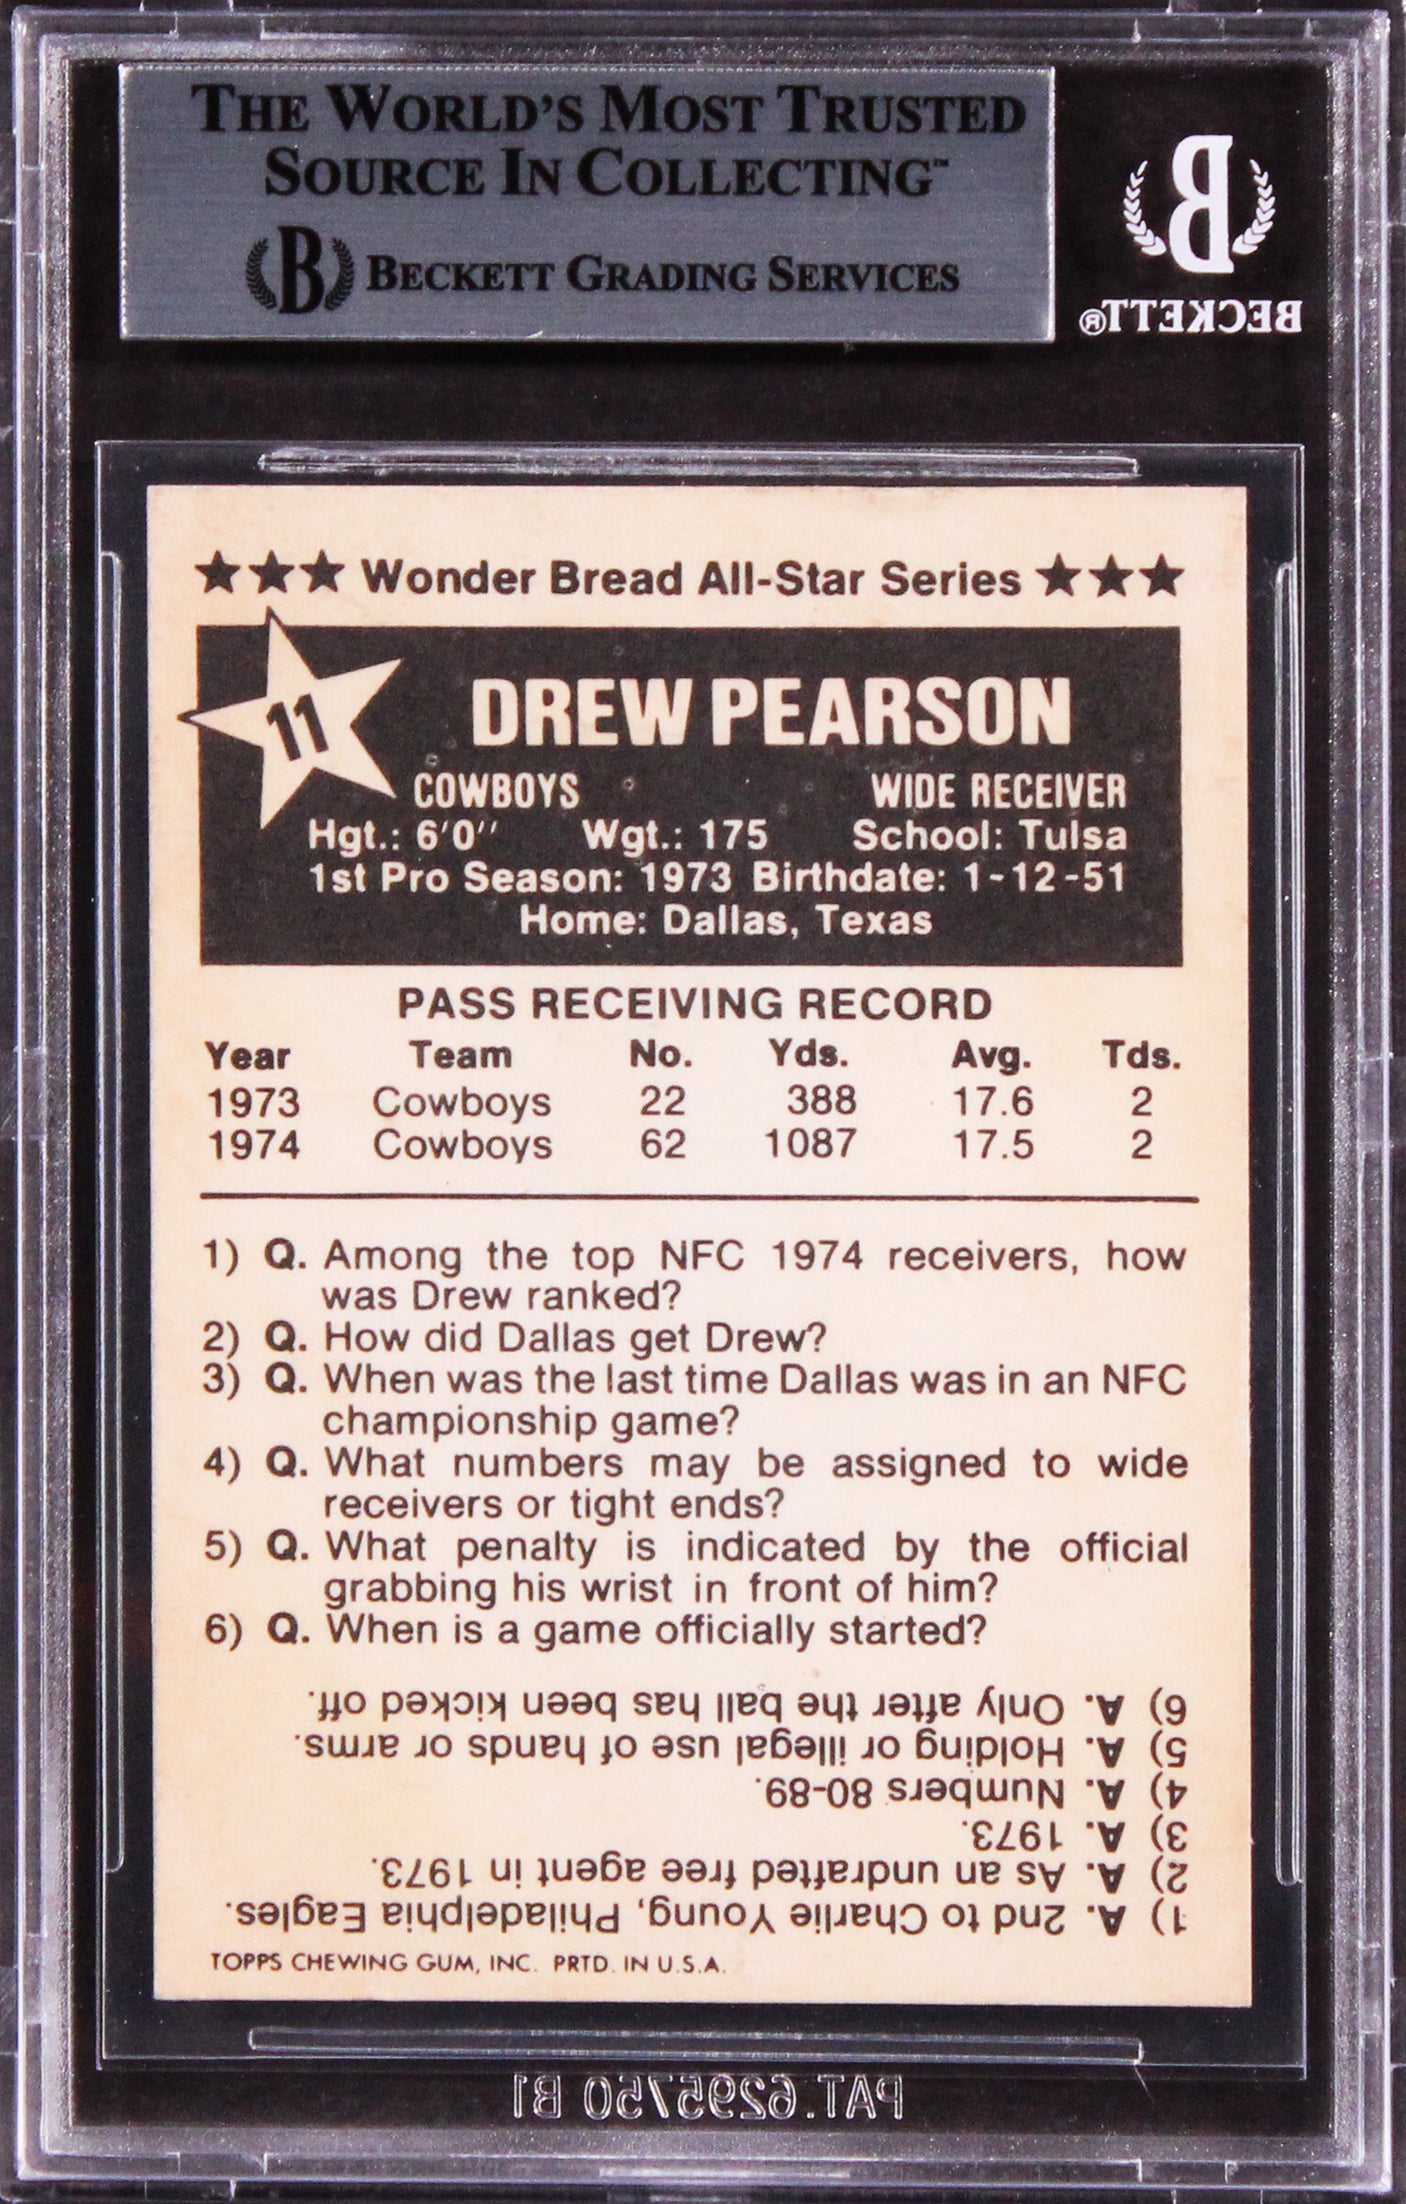 THE WORLD'S MOST TRUSTED
SOURCE IN COLLECTING™
B BECKETT GRADING SERVICES
B
BECKETT®
★★★ Wonder Bread All-Star Series ★★★
11
DREW PEARSON
COWBOYS WIDE RECEIVER
Hgt.: 6'0'' Wgt.: 175 School: Tulsa
1st Pro Season: 1973 Birthdate: 1-12-51
Home: Dallas, Texas
PASS RECEIVING RECORD
Year Team No. Yds. Avg. Tds.
1973 Cowboys 22 388 17.6 2
1974 Cowboys 62 1087 17.5 2
1) Q. Among the top NFC 1974 receivers, how
was Drew ranked?
2) Q. How did Dallas get Drew?
3) Q. When was the last time Dallas was in an NFC
championship game?
4) Q. What numbers may be assigned to wide
receivers or tight ends?
5) Q. What penalty is indicated by the official
grabbing his wrist in front of him?
6) Q. When is a game officially started?
1) A. 2nd to Charlie Young, Philadelphia Eagles.
2) A. As an undrafted free agent in 1973.
3) A. 1973.
4) A. Numbers 80-89.
5) A. Holding or illegal use of hands or arms.
6) A. Only after the ball has been kicked off.
TOPPS CHEWING GUM, INC. PRTD. IN U.S.A.
PAT.6295750 B1